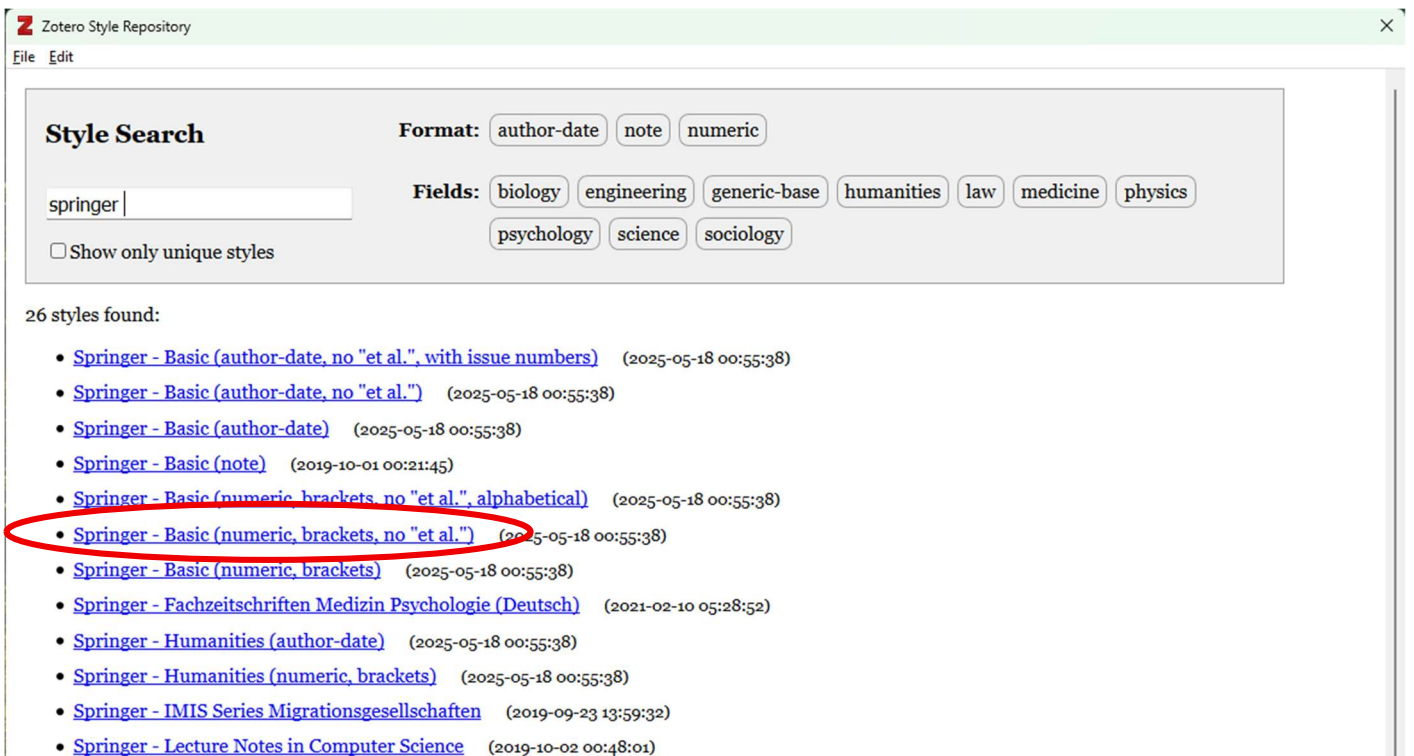 Zotero Style Repository
File Edit
Style Search
Format: author-date note numeric
springer
Fields: biology engineering generic-base humanities law medicine physics
psychology science sociology
Show only unique styles
26 styles found:
Springer - Basic (author-date, no "et al.", with issue numbers) (2025-05-18 00:55:38)
Springer - Basic (author-date, no "et al.") (2025-05-18 00:55:38)
Springer - Basic (author-date) (2025-05-18 00:55:38)
Springer - Basic (note) (2019-10-01 00:21:45)
Springer - Basic (numeric, brackets, no "et al.", alphabetical) (2025-05-18 00:55:38)
Springer - Basic (numeric, brackets, no "et al.") (2025-05-18 00:55:38)
Springer - Basic (numeric, brackets) (2025-05-18 00:55:38)
Springer - Fachzeitschriften Medizin Psychologie (Deutsch) (2021-02-10 05:28:52)
Springer - Humanities (author-date) (2025-05-18 00:55:38)
Springer - Humanities (numeric, brackets) (2025-05-18 00:55:38)
Springer - IMIS Series Migrationsgesellschaften (2019-09-23 13:59:32)
Springer - Lecture Notes in Computer Science (2019-10-02 00:48:01)